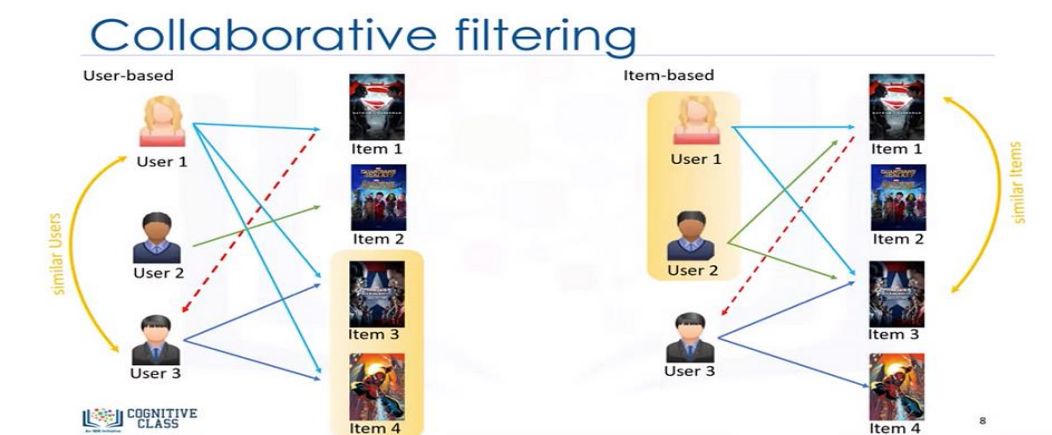 Collaborative filtering
User-based
User 1
User 2
User 3
similar Users
Item 1
Item 2
Item 3
Item 4
Item-based
User 1
User 2
User 3
Item 1
Item 2
Item 3
Item 4
similar Items
COGNITIVE
CLASS
8